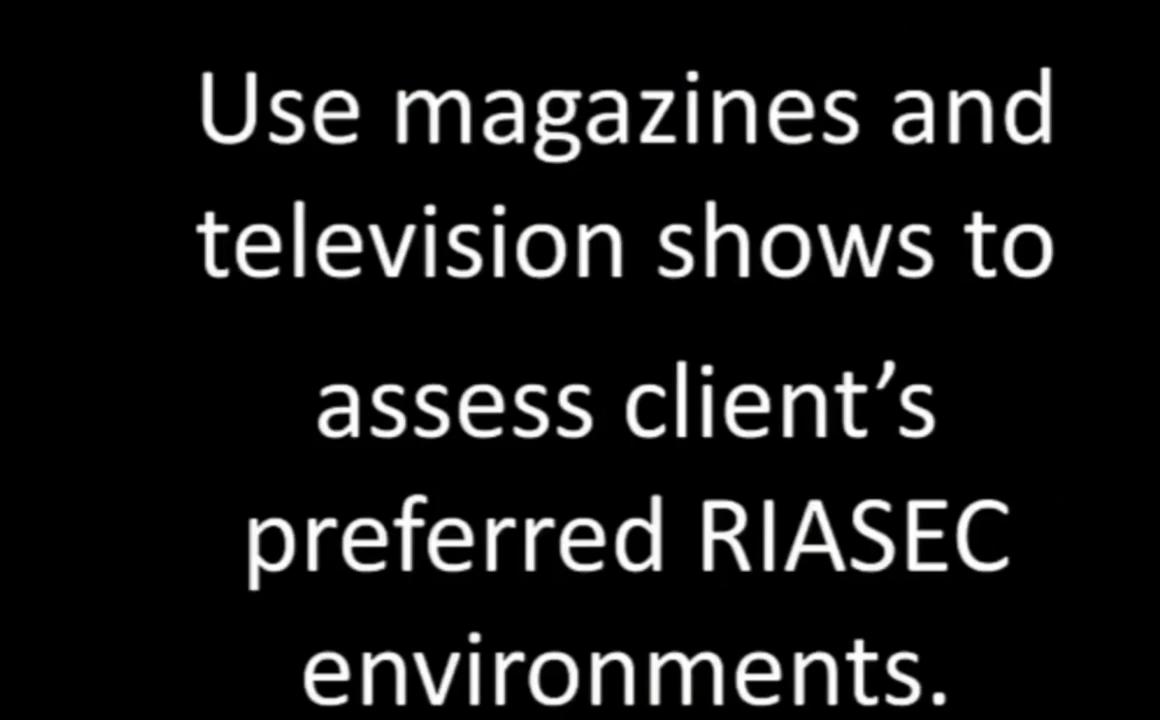 Use magazines and
television shows to
assess client’s
preferred RIASEC
environments.